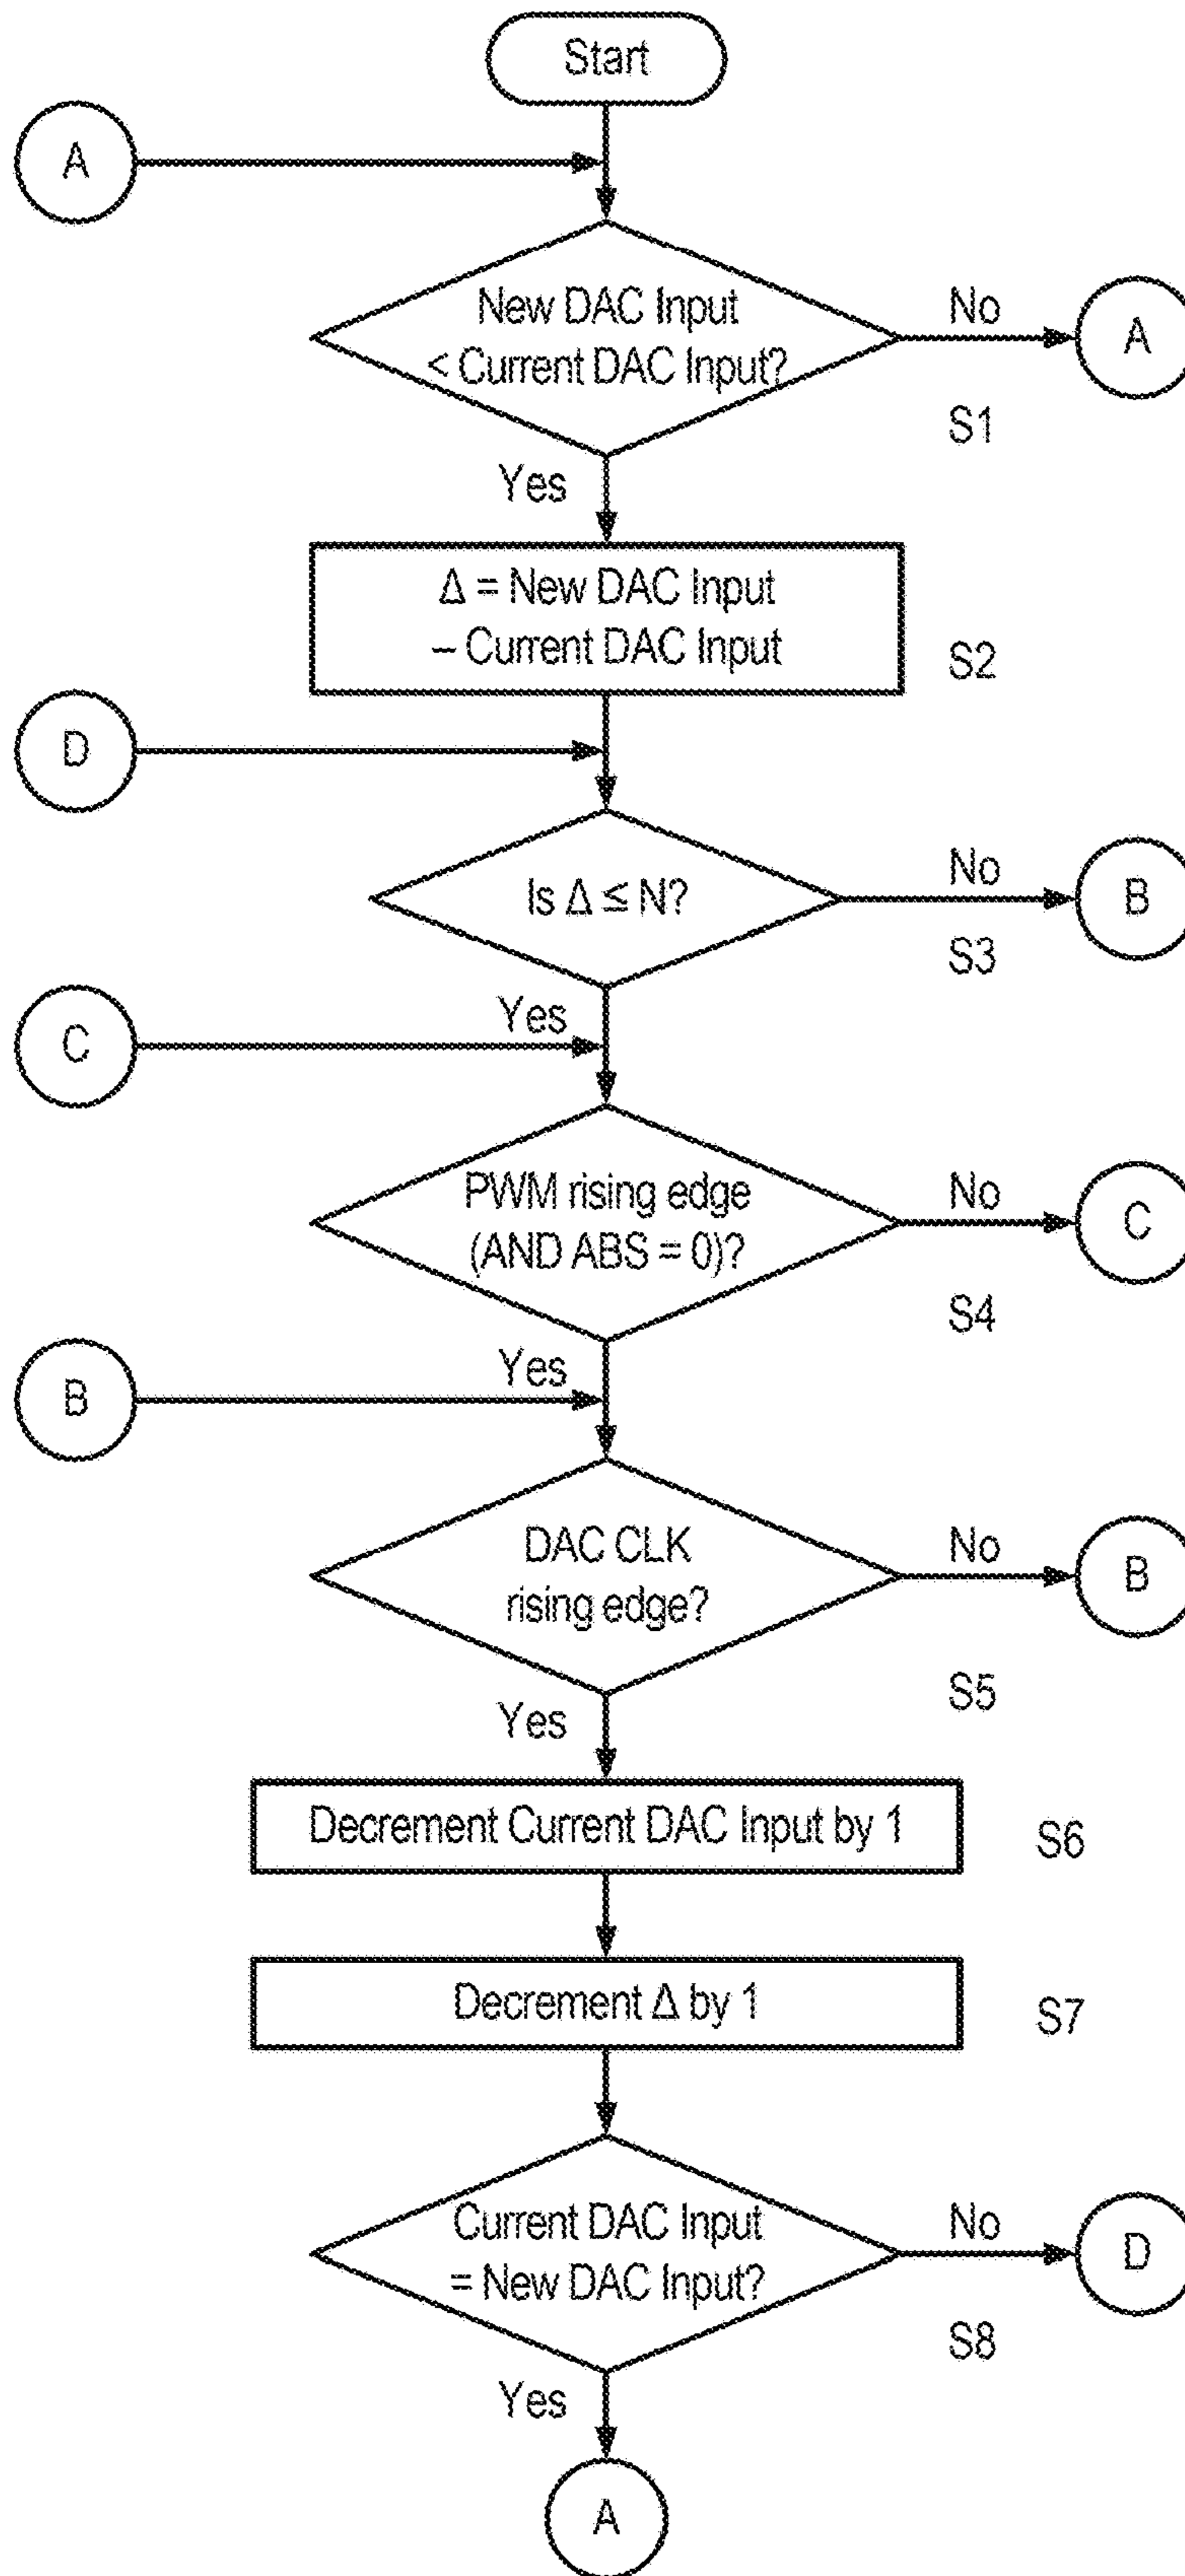 Start
A
New DAC Input
< Current DAC Input?
No
A
S1
Yes
Δ = New DAC Input
– Current DAC Input
S2
D
Is Δ ≤ N?
No
B
S3
Yes
C
PWM rising edge
(AND ABS = 0)?
No
C
S4
Yes
B
DAC CLK
rising edge?
No
B
S5
Yes
Decrement Current DAC Input by 1
S6
Decrement Δ by 1
S7
Current DAC Input
= New DAC Input?
No
D
S8
Yes
A